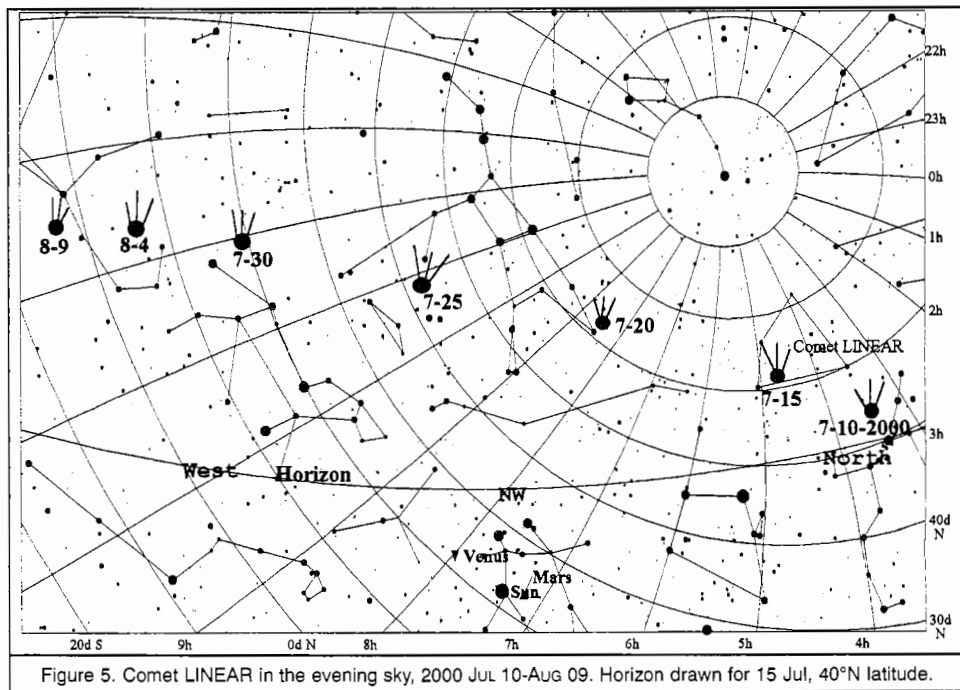 22h
23h
0h
1h
8-9
8-4
7-30
7-25
7-20
2h
Comet LINEAR
7-15
7-10-2000
3h
West
Horizon
North
NW
40d
N
Venus
Mars
Sun
30d
N
20d S
9h
0d N
8h
7h
6h
5h
4h
Figure 5. Comet LINEAR in the evening sky, 2000 JUL 10-AUG 09. Horizon drawn for 15 Jul, 40°N latitude.